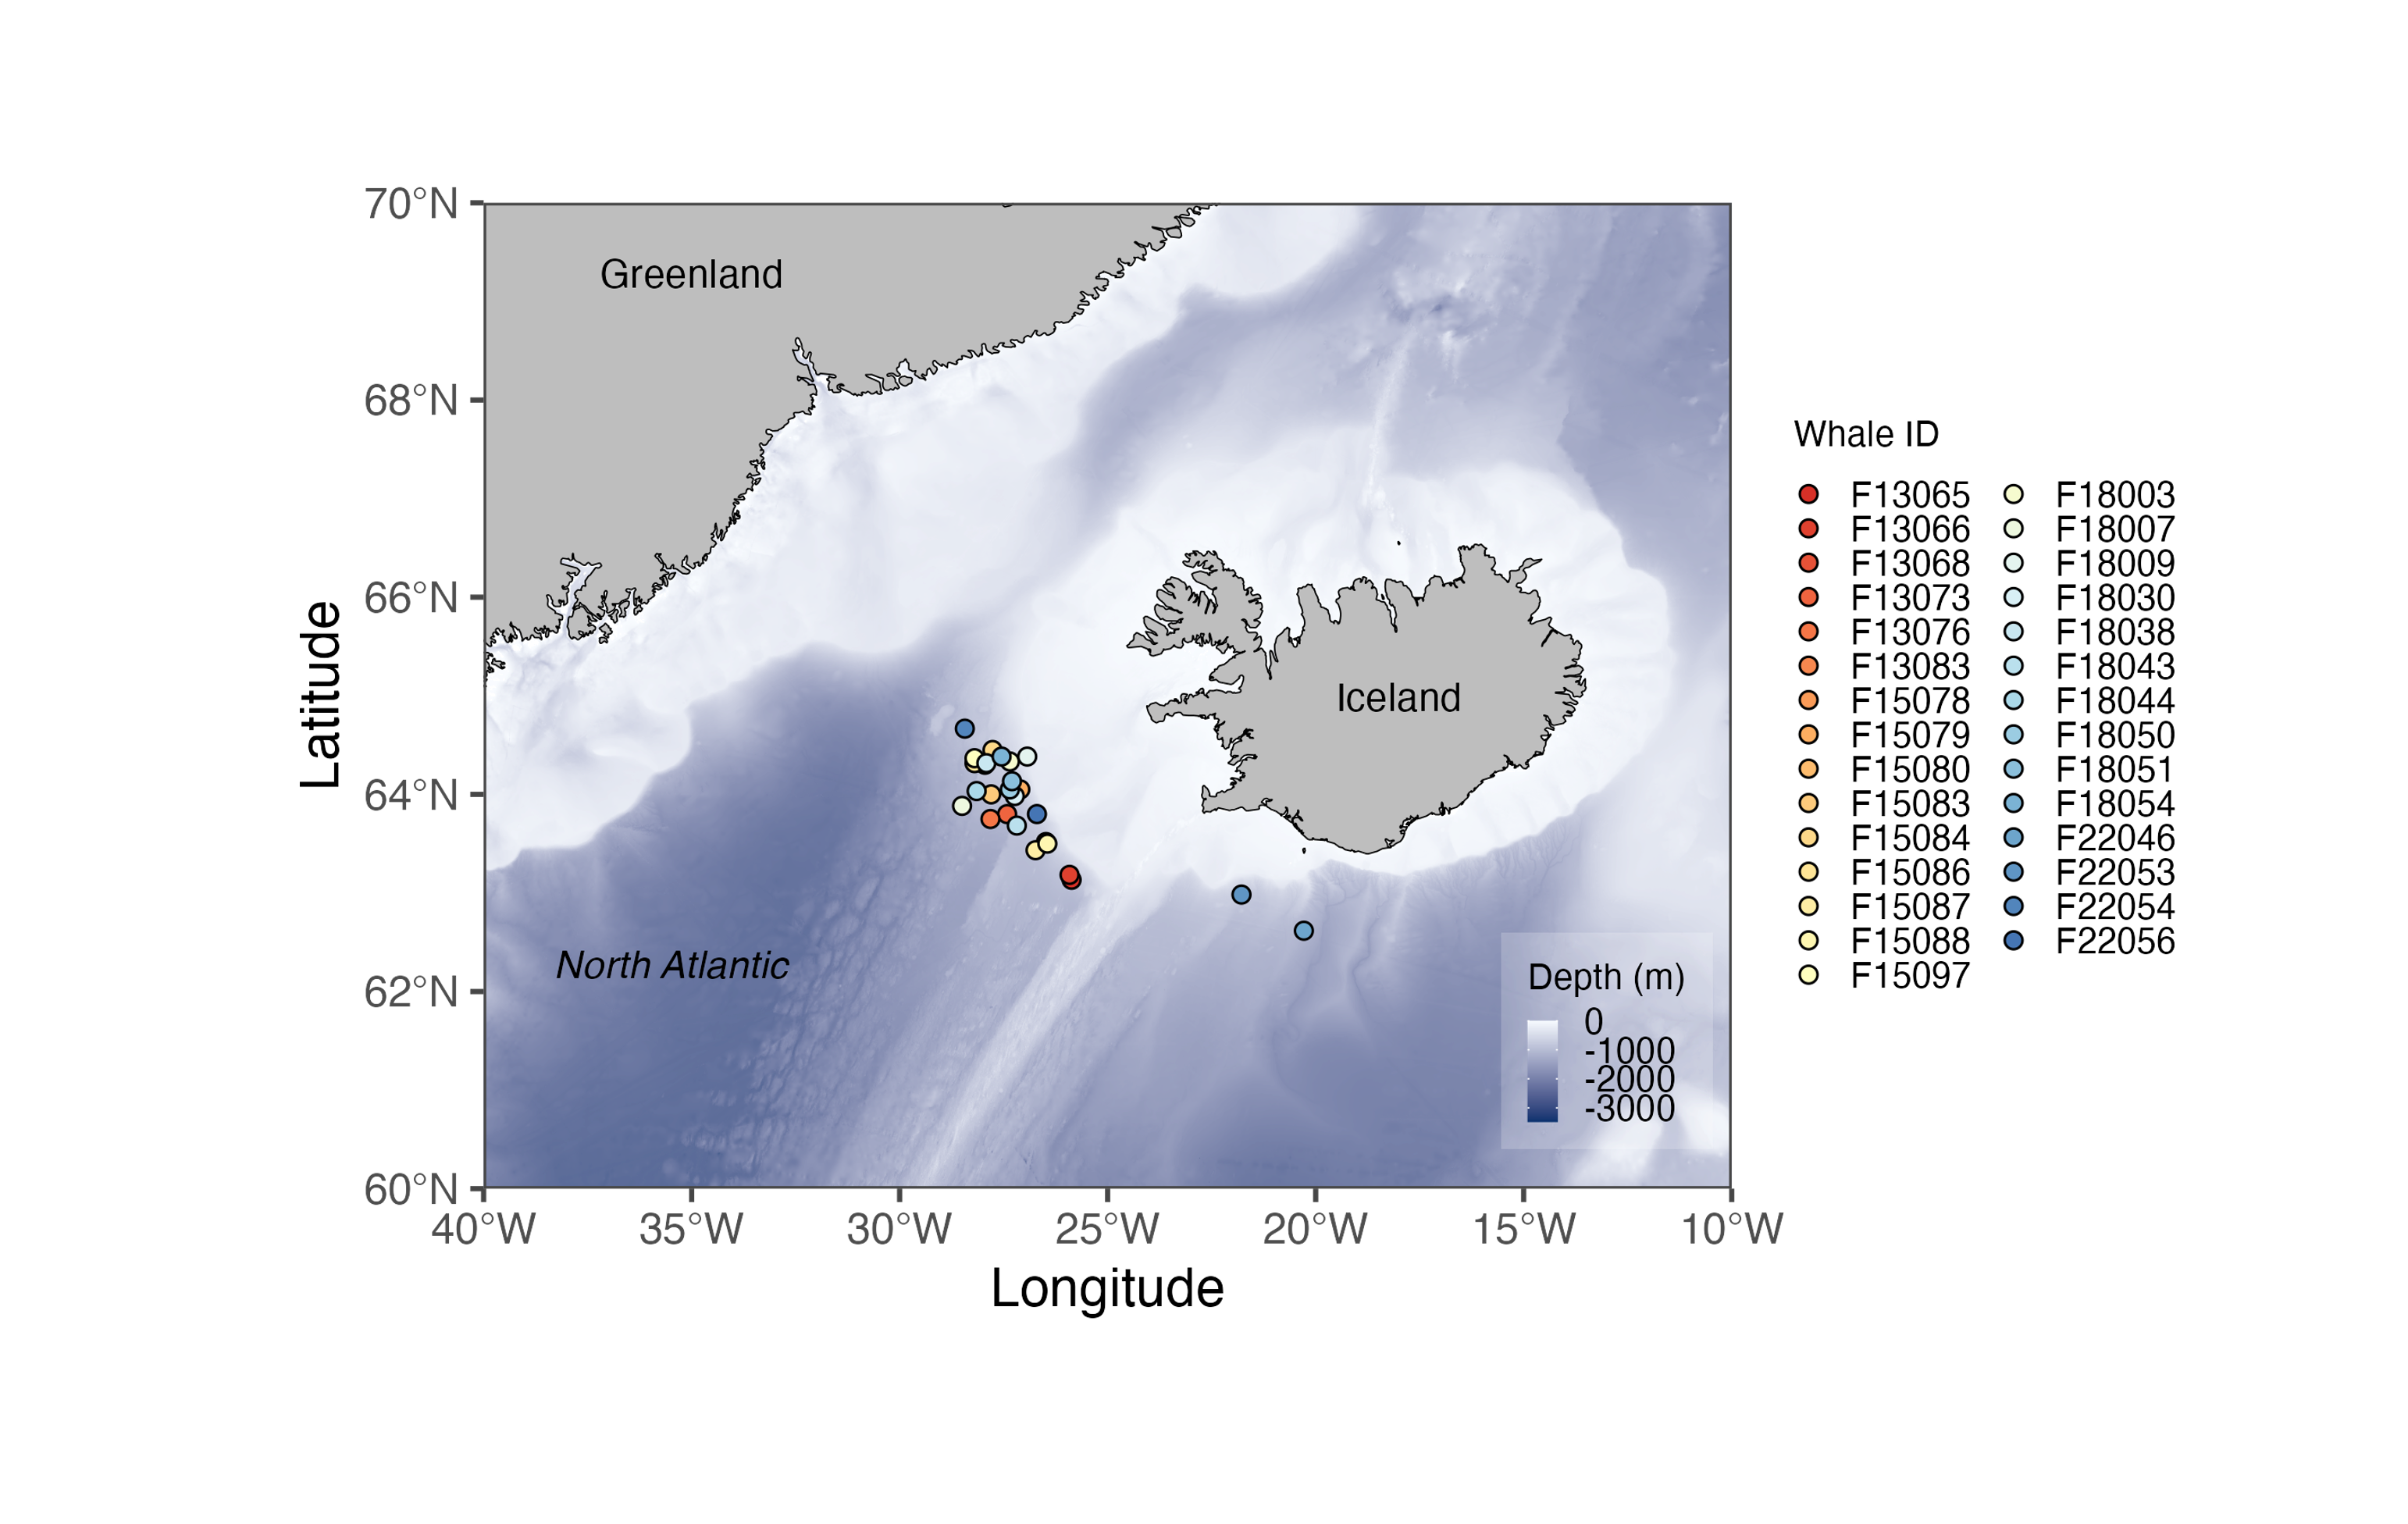 70°N
68°N
66°N
64°N
62°N
60°N
Latitude
Greenland
Iceland
North Atlantic
Depth (m)
0
-1000
-2000
-3000
40°W 35°W 30°W 25°W 20°W 15°W 10°W
Longitude
Whale ID
F13065 F18003
F13066 F18007
F13068 F18009
F13073 F18030
F13076 F18038
F13083 F18043
F15078 F18044
F15079 F18050
F15080 F18051
F15083 F18054
F15084 F22046
F15086 F22053
F15087 F22054
F15088 F22056
F15097